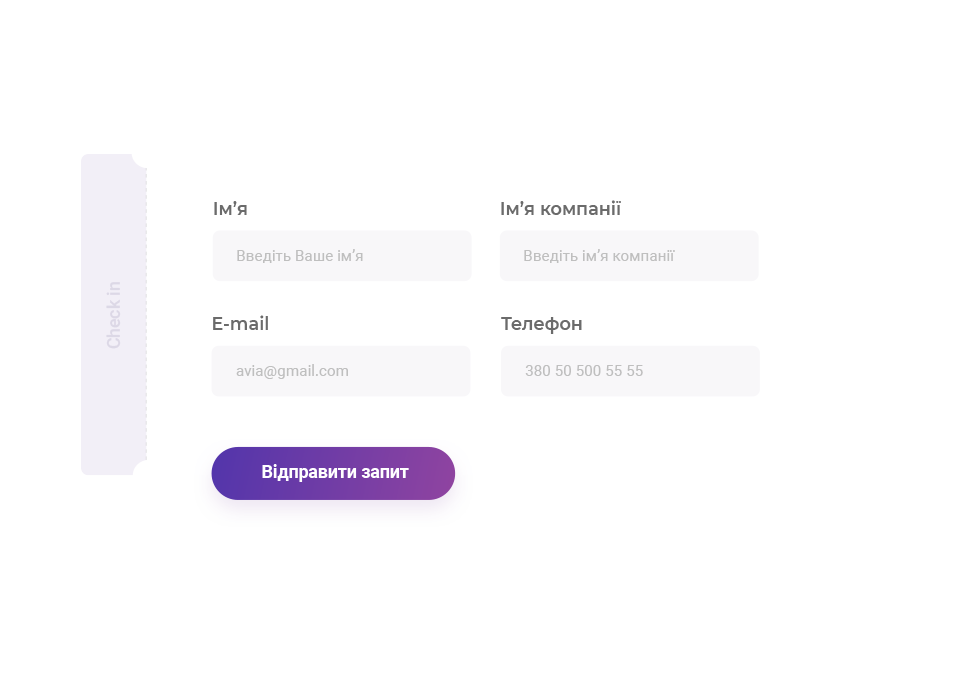 Check in
Ім’я
Ім’я компанії
Введіть Ваше ім’я
Введіть ім’я компанії
E-mail
Телефон
avia@gmail.com
380 50 500 55 55
Відправити запит